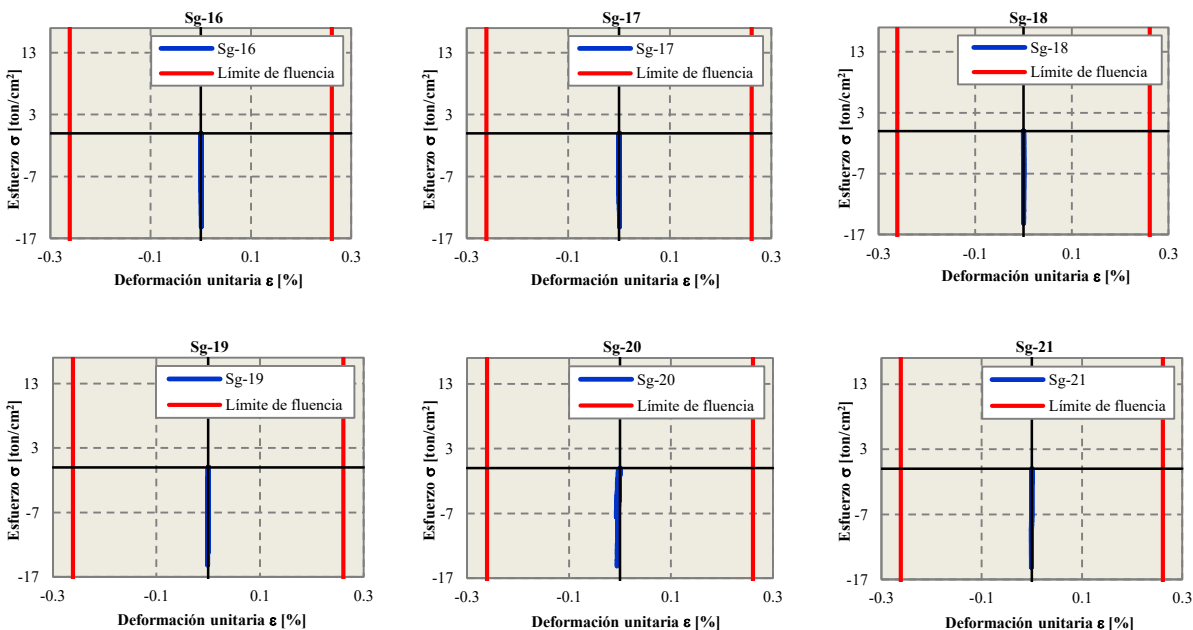 Sg-16
Sg-16
Límite de fluencia
Esfuerzo σ [ton/cm²]
13
3
-7
-17
-0.3
-0.1
0.1
0.3
Deformación unitaria ε [%]
Sg-17
Sg-17
Límite de fluencia
Esfuerzo σ [ton/cm²]
13
3
-7
-17
-0.3
-0.1
0.1
0.3
Deformación unitaria ε [%]
Sg-18
Sg-18
Límite de fluencia
Esfuerzo σ [ton/cm²]
13
3
-7
-17
-0.3
-0.1
0.1
0.3
Deformación unitaria ε [%]
Sg-19
Sg-19
Límite de fluencia
Esfuerzo σ [ton/cm²]
13
3
-7
-17
-0.3
-0.1
0.1
0.3
Deformación unitaria ε [%]
Sg-20
Sg-20
Límite de fluencia
Esfuerzo σ [ton/cm²]
13
3
-7
-17
-0.3
-0.1
0.1
0.3
Deformación unitaria ε [%]
Sg-21
Sg-21
Límite de fluencia
Esfuerzo σ [ton/cm²]
13
3
-7
-17
-0.3
-0.1
0.1
0.3
Deformación unitaria ε [%]